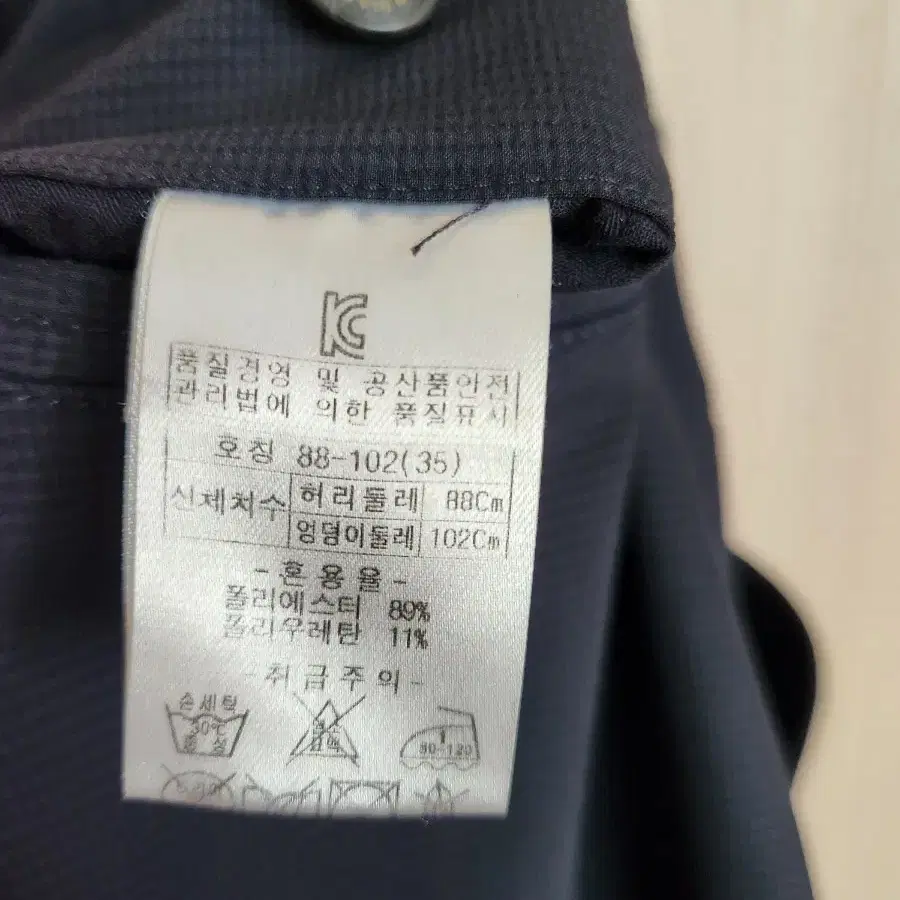 KC
품질경영 및 공산품안전
관리법에 의한 품질표시
호칭 88-102(35)
신체치수 허리둘레 88Cm
엉덩이둘레 102Cm
-혼용율-
폴리에스터 89%
폴리우레탄 11%
-취급주의-
손세탁
30℃
중성
80-120